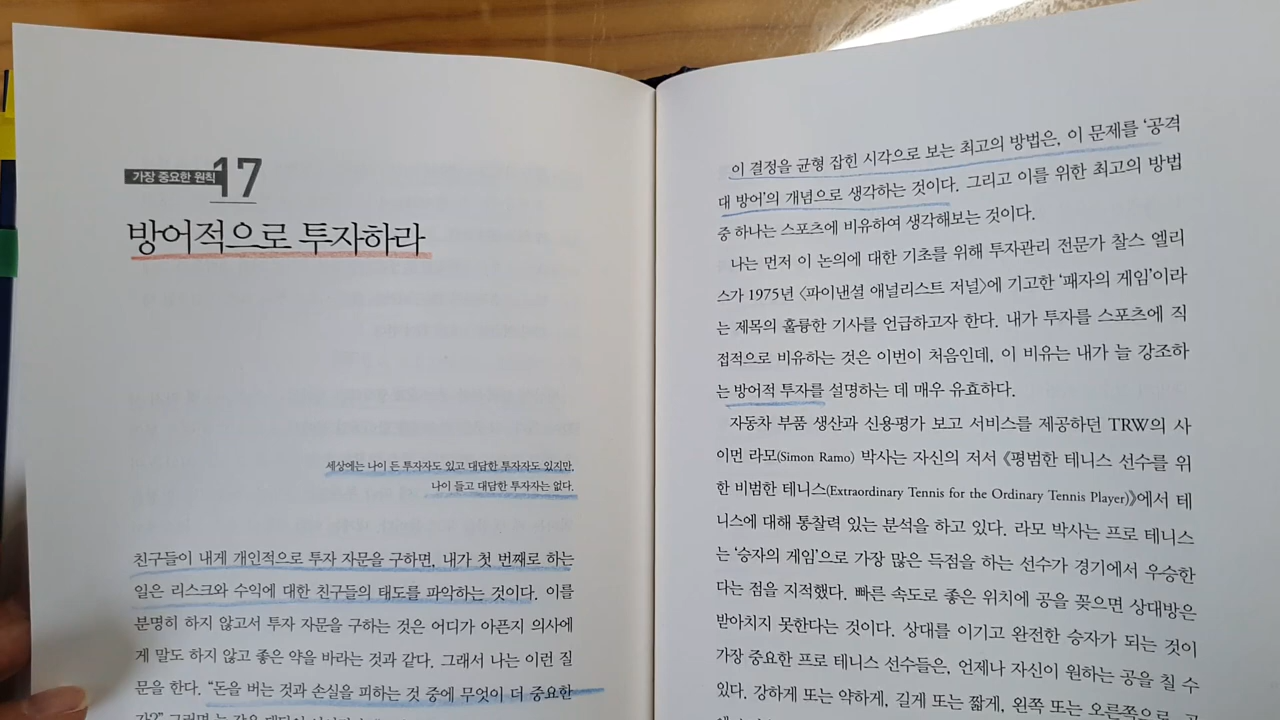 가장 중요한 원칙 17
방어적으로 투자하라
세상에는 나이 든 투자자도 있고 대담한 투자자도 있지만,
나이 들고 대담한 투자자는 없다.
친구들이 내게 개인적으로 투자 자문을 구하면, 내가 첫 번째로 하는
일은 리스크와 수익에 대한 친구들의 태도를 파악하는 것이다. 이를
분명히 하지 않고서 투자 자문을 구하는 것은 어디가 아픈지 의사에
게 말도 하지 않고 좋은 약을 바라는 것과 같다. 그래서 나는 이런 질
문을 한다. “돈을 버는 것과 손실을 피하는 것 중에 무엇이 더 중요한
이 결정을 균형 잡힌 시각으로 보는 최고의 방법은, 이 문제를 ‘공격
대 방어’의 개념으로 생각하는 것이다. 그리고 이를 위한 최고의 방법
중 하나는 스포츠에 비유하여 생각해보는 것이다.
나는 먼저 이 논의에 대한 기초를 위해 투자관리 전문가 찰스 엘리
스가 1975년 〈파이낸셜 애널리스트 저널〉에 기고한 ‘패자의 게임’이라
는 제목의 훌륭한 기사를 언급하고자 한다. 내가 투자를 스포츠에 직
접적으로 비유하는 것은 이번이 처음인데, 이 비유는 내가 늘 강조하
는 방어적 투자를 설명하는 데 매우 유효하다.
자동차 부품 생산과 신용평가 보고 서비스를 제공하던 TRW의 사
이먼 라모(Simon Ramo) 박사는 자신의 저서 《평범한 테니스 선수를 위
한 비범한 테니스(Extraordinary Tennis for the Ordinary Tennis Player)》에서 테
니스에 대해 통찰력 있는 분석을 하고 있다. 라모 박사는 프로 테니스
는 ‘승자의 게임’으로 가장 많은 득점을 하는 선수가 경기에서 우승한
다는 점을 지적했다. 빠른 속도로 좋은 위치에 공을 꽂으면 상대방은
받아치지 못한다는 것이다. 상대를 이기고 완전한 승자가 되는 것이
가장 중요한 프로 테니스 선수들은, 언제나 자신이 원하는 공을 칠 수
있다. 강하게 또는 약하게, 길게 또는 짧게, 왼쪽 또는 오른쪽으로, 공